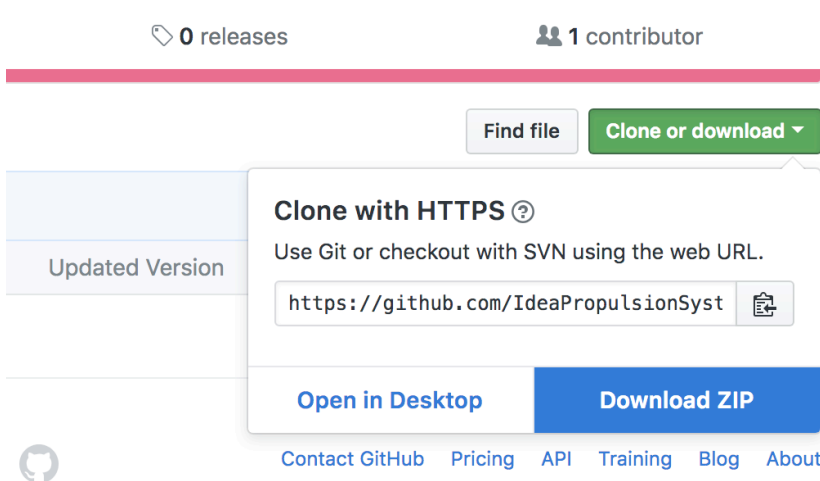 0 releases
1 contributor
Find file
Clone or download
Clone with HTTPS
Use Git or checkout with SVN using the web URL.
Updated Version
https://github.com/IdeaPropulsionSyst
Open in Desktop
Download ZIP
Contact GitHub Pricing API Training Blog About